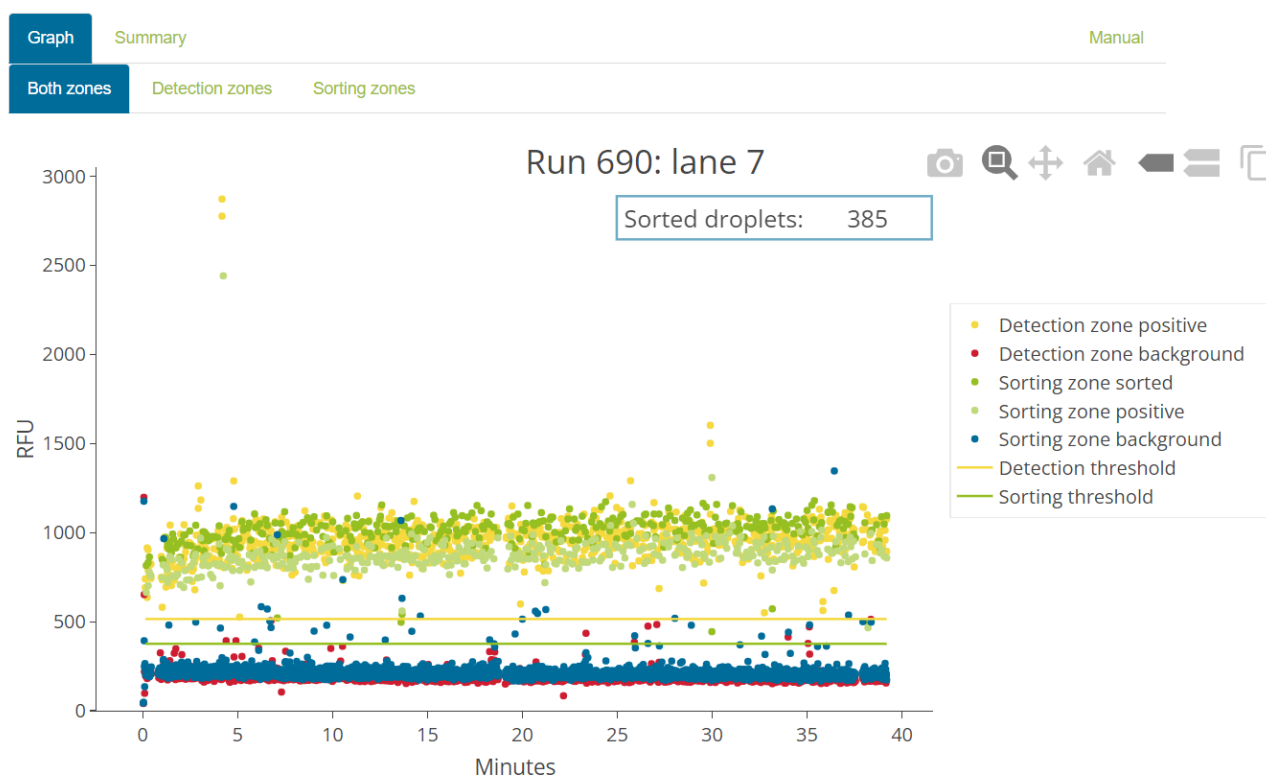 Graph Summary Manual
Both zones Detection zones Sorting zones
Run 690: lane 7
Sorted droplets: 385
3000
2500
2000
1500
1000
500
0
RFU
Detection zone positive
Detection zone background
Sorting zone sorted
Sorting zone positive
Sorting zone background
Detection threshold
Sorting threshold
0 5 10 15 20 25 30 35 40
Minutes